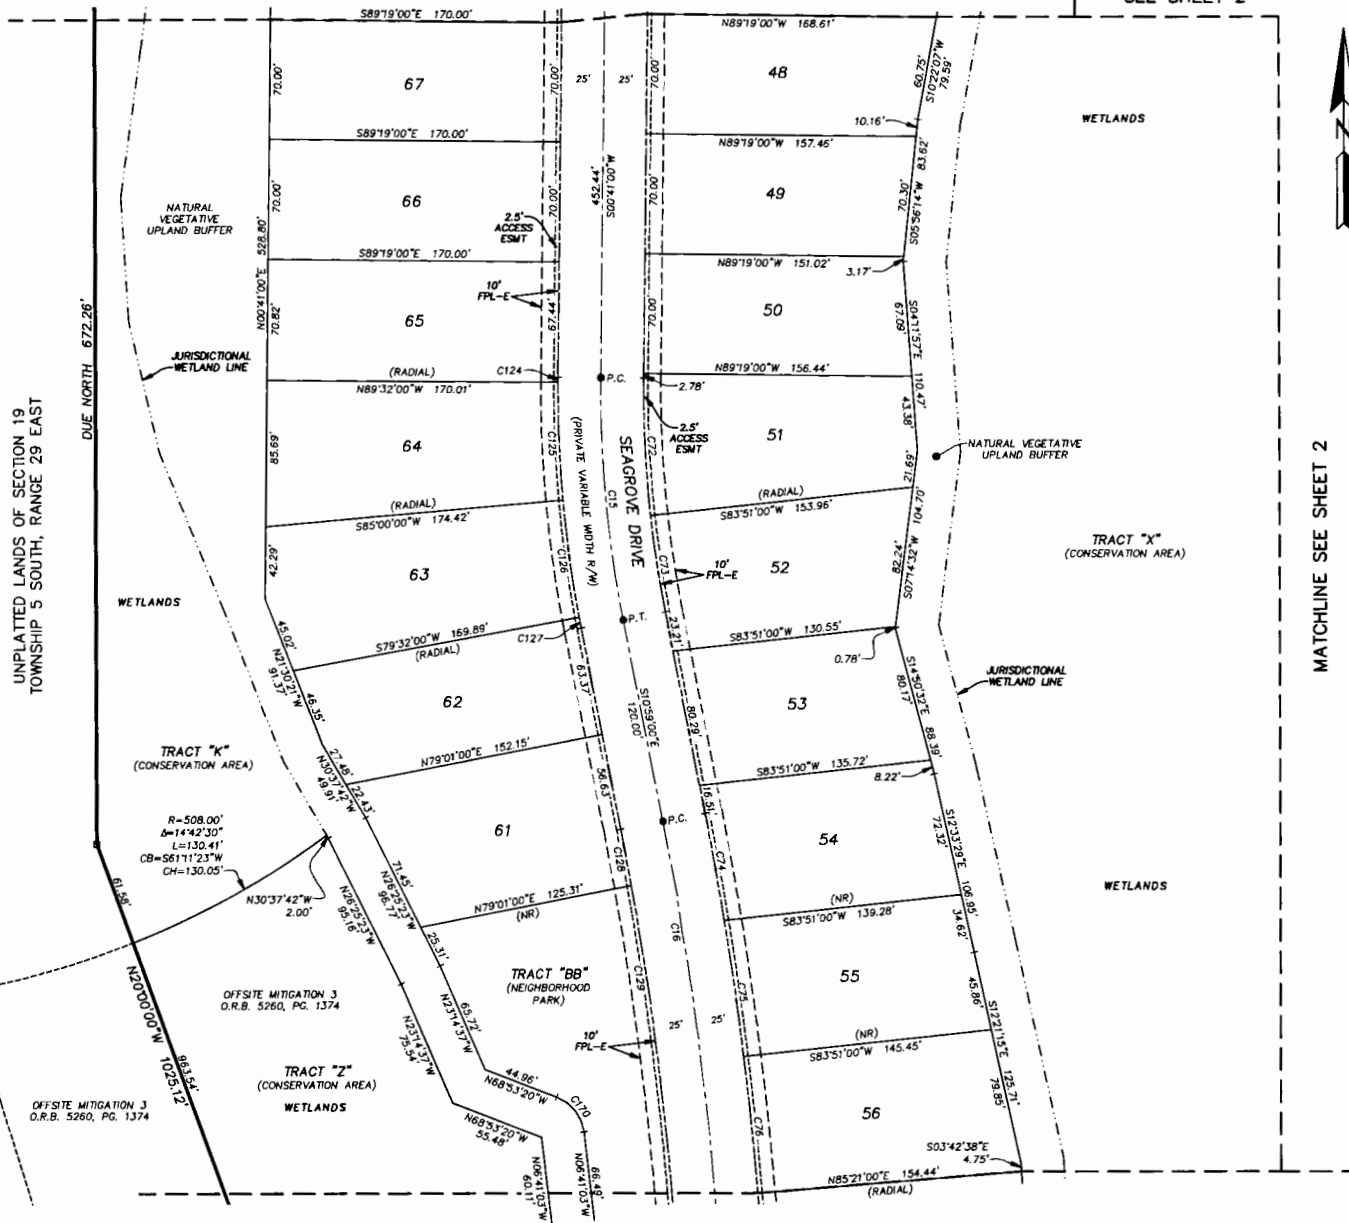 SEE SHEET 2
S89°19'00"E 170.00'
N89°19'00"W 168.61'
67
48
70.00'
70.00'
25'
25'
70.00'
60.75'
S10°22'07"W
79.59'
10.16'
WETLANDS
S89°19'00"E 170.00'
N89°19'00"W 157.46'
452.44'
S00°41'00"W
66
49
70.00'
70.00'
70.00'
70.30'
S05°56'14"W 83.62'
NATURAL
VEGETATIVE
UPLAND BUFFER
2.5'
ACCESS
ESMT
S89°19'00"E 170.00'
N89°19'00"W 151.02'
3.17'
N00°41'00"E 528.80'
70.82'
10'
FPL-E
67.44'
65
50
70.00'
67.09'
S04°11'57"E 110.47'
DUE NORTH 672.26'
JURISDICTIONAL
WETLAND LINE
(RADIAL)
N89°32'00"W 170.01'
C124
P.C.
N89°19'00"W 156.44'
2.78'
2.5'
ACCESS
ESMT
UNPLATTED LANDS OF SECTION 19
TOWNSHIP 5 SOUTH, RANGE 29 EAST
85.69'
64
C125
(PRIVATE VARIABLE WIDTH R/W)
SEAGROVE DRIVE
C15
C72
51
43.38'
NATURAL VEGETATIVE
UPLAND BUFFER
MATCHLINE SEE SHEET 2
(RADIAL)
S85°00'00"W 174.42'
(RADIAL)
S83°51'00"W 153.96'
21.69'
S07°14'32"W 104.70'
82.24'
42.29'
63
C126
C73
10'
FPL-E
52
TRACT "X"
(CONSERVATION AREA)
WETLANDS
S79°32'00"W 169.89'
(RADIAL)
C127
P.T.
23.21'
S83°51'00"W 130.55'
0.78'
45.02'
N21°30'21"W
91.37'
46.35'
62
63.37'
S10°59'00"E
120.00'
80.29'
53
S14°50'32"E 88.39'
80.17'
JURISDICTIONAL
WETLAND LINE
TRACT "K"
(CONSERVATION AREA)
N79°01'00"E 152.15'
S83°51'00"W 135.72'
8.22'
27.48'
N30°37'42"W
49.91'
22.43'
61
56.63'
P.C.
16.51'
54
S12°33'29"E 106.95'
72.32'
R=508.00'
Δ=14°42'30"
L=130.41'
CB=S61°11'23"W
CH=130.05'
N30°37'42"W
2.00'
61.58'
71.45'
N26°25'23"W
96.77'
C128
C74
N79°01'00"E 125.31'
(NR)
(NR)
S83°51'00"W 139.28'
34.62'
WETLANDS
N26°25'23"W
95.16'
25.31'
C16
TRACT "BB"
(NEIGHBORHOOD
PARK)
C129
C75
55
45.86'
S12°21'15"E 125.71'
79.85'
OFFSITE MITIGATION 3
O.R.B. 5260, PG. 1374
N20°00'00"W 1025.12'
963.54'
N23°14'37"W
75.54'
65.72'
N23°14'37"W
10'
FPL-E
25'
25'
(NR)
S83°51'00"W 145.45'
TRACT "Z"
(CONSERVATION AREA)
WETLANDS
44.96'
N68°53'20"W
C170
OFFSITE MITIGATION 3
O.R.B. 5260, PG. 1374
N68°53'20"W
55.48'
C76
56
S03°42'38"E
4.75'
N06°41'03"W
60.11'
66.49'
N06°41'03"W
N85°21'00"E 154.44'
(RADIAL)